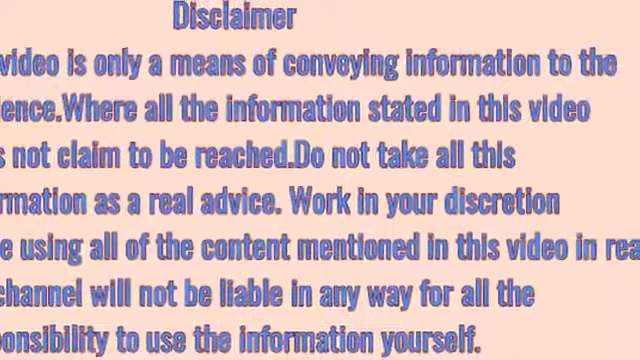 Disclaimer
video is only a means of conveying information to the
ience.Where all the information stated in this video
s not claim to be reached.Do not take all this
rmation as a real advice. Work in your discretion
e using all of the content mentioned in this video in rea
channel will not be liable in any way for all the
onsibility to use the information yourself.